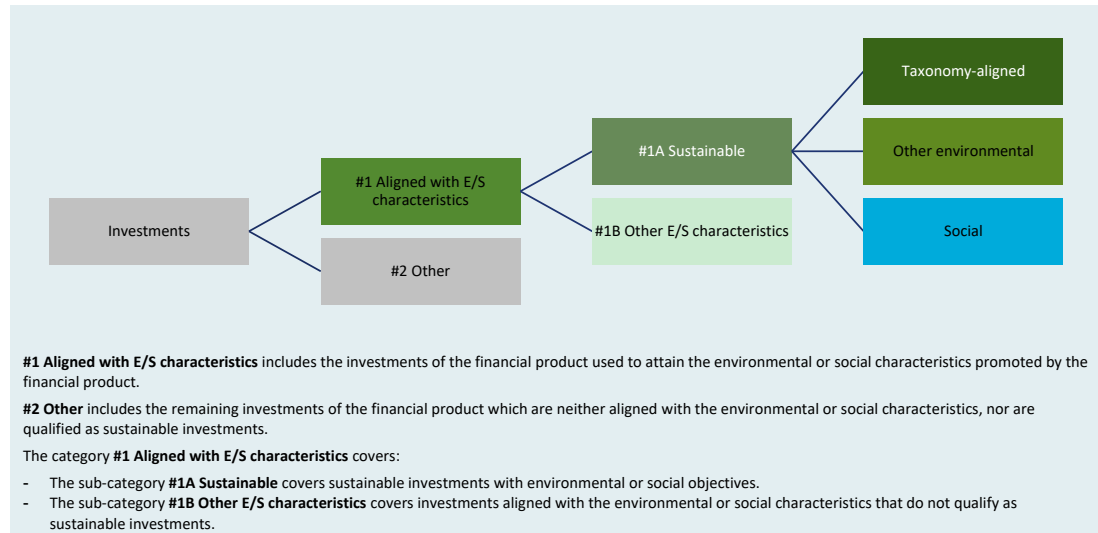 Taxonomy-aligned
#1A Sustainable
Other environmental
#1 Aligned with E/S
characteristics
Investments
#1B Other E/S characteristics
Social
#2 Other
#1 Aligned with E/S characteristics includes the investments of the financial product used to attain the environmental or social characteristics promoted by the
financial product.
#2 Other includes the remaining investments of the financial product which are neither aligned with the environmental or social characteristics, nor are
qualified as sustainable investments.
The category #1 Aligned with E/S characteristics covers:
- The sub-category #1A Sustainable covers sustainable investments with environmental or social objectives.
- The sub-category #1B Other E/S characteristics covers investments aligned with the environmental or social characteristics that do not qualify as
sustainable investments.